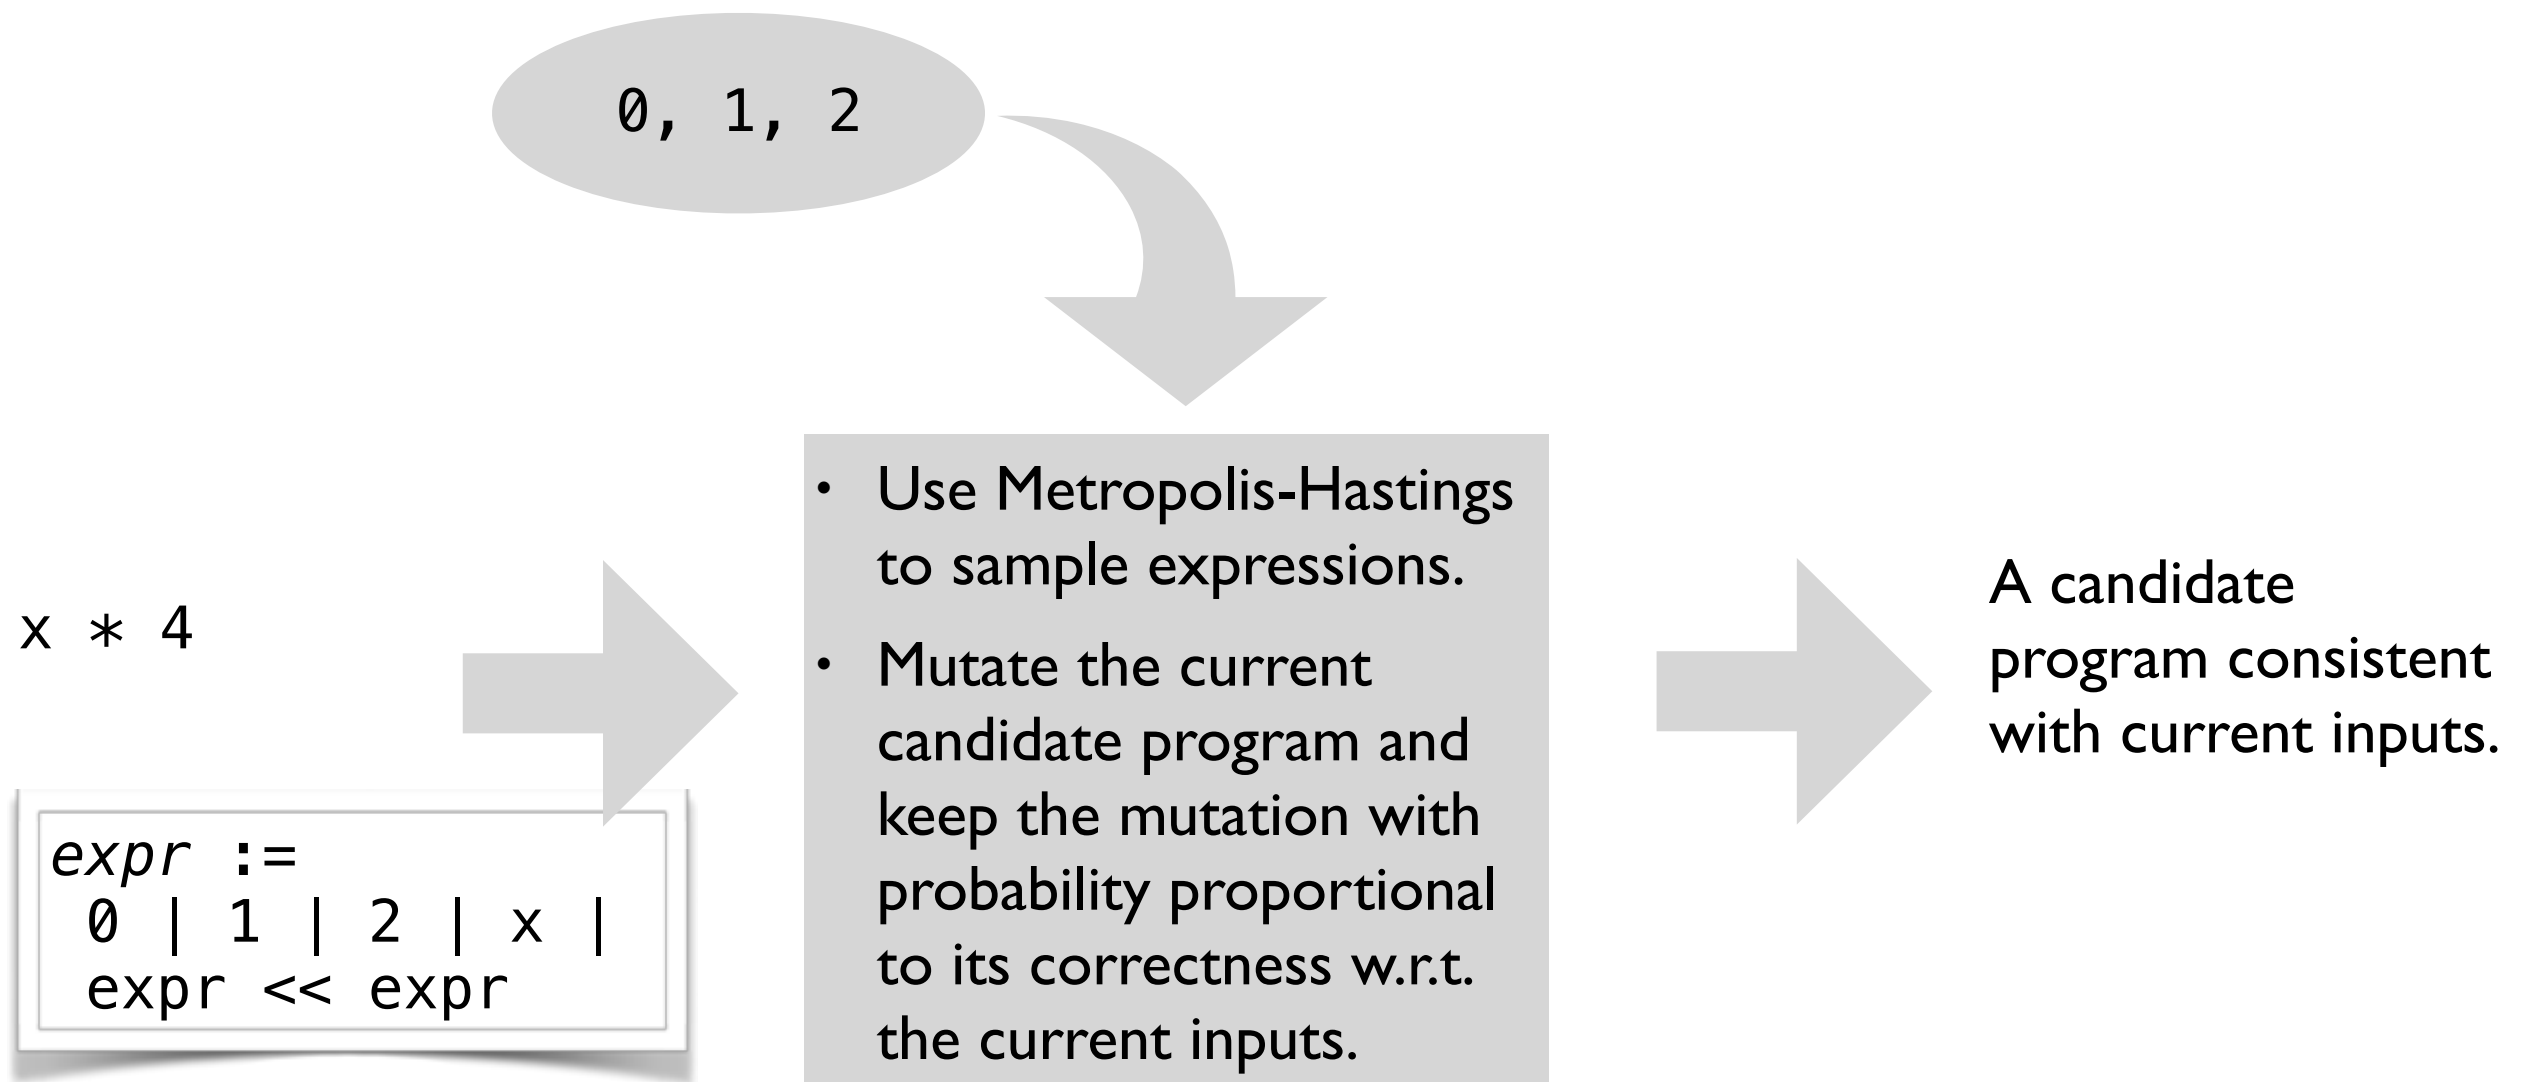 0, 1, 2
x * 4
expr :=
0 | 1 | 2 | x |
expr << expr
• Use Metropolis-Hastings
to sample expressions.
• Mutate the current
candidate program and
keep the mutation with
probability proportional
to its correctness w.r.t.
the current inputs.
A candidate
program consistent
with current inputs.